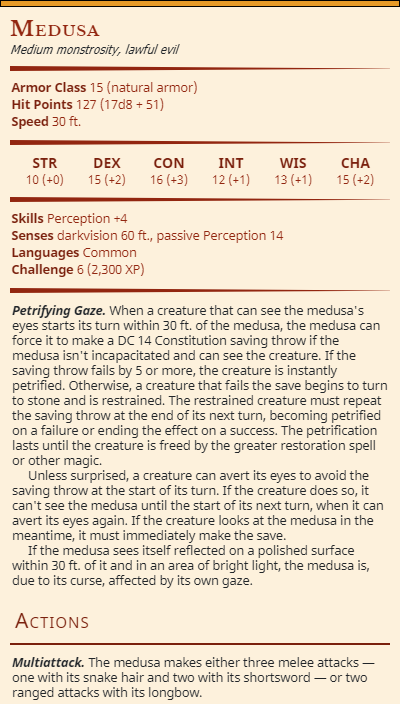 Medusa
Medium monstrosity, lawful evil
Armor Class 15 (natural armor)
Hit Points 127 (17d8 + 51)
Speed 30 ft.
STR DEX CON INT WIS CHA
10 (+0) 15 (+2) 16 (+3) 12 (+1) 13 (+1) 15 (+2)
Skills Perception +4
Senses darkvision 60 ft., passive Perception 14
Languages Common
Challenge 6 (2,300 XP)
Petrifying Gaze. When a creature that can see the medusa's
eyes starts its turn within 30 ft. of the medusa, the medusa can
force it to make a DC 14 Constitution saving throw if the
medusa isn't incapacitated and can see the creature. If the
saving throw fails by 5 or more, the creature is instantly
petrified. Otherwise, a creature that fails the save begins to turn
to stone and is restrained. The restrained creature must repeat
the saving throw at the end of its next turn, becoming petrified
on a failure or ending the effect on a success. The petrification
lasts until the creature is freed by the greater restoration spell
or other magic.
Unless surprised, a creature can avert its eyes to avoid the
saving throw at the start of its turn. If the creature does so, it
can't see the medusa until the start of its next turn, when it can
avert its eyes again. If the creature looks at the medusa in the
meantime, it must immediately make the save.
If the medusa sees itself reflected on a polished surface
within 30 ft. of it and in an area of bright light, the medusa is,
due to its curse, affected by its own gaze.
Actions
Multiattack. The medusa makes either three melee attacks —
one with its snake hair and two with its shortsword — or two
ranged attacks with its longbow.